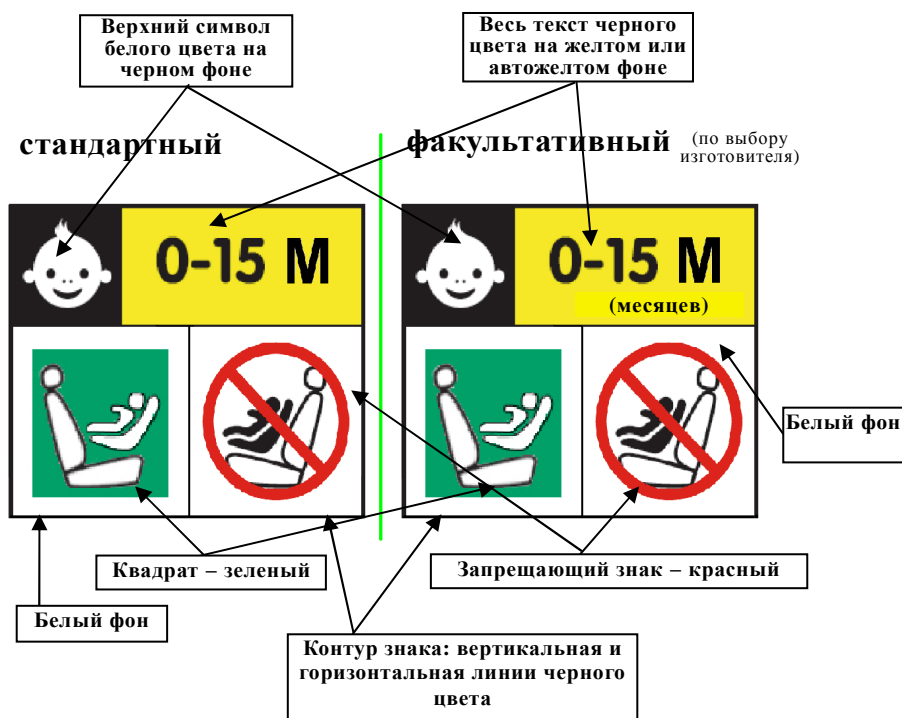 Верхний символ
белого цвета на
черном фоне
Весь текст черного
цвета на желтом или
автожелтом фоне
стандартный
факультативный (по выбору
изготовителя)
0-15 М
0-15 М
(месяцев)
Белый фон
Квадрат – зеленый
Запрещающий знак – красный
Белый фон
Контур знака: вертикальная и
горизонтальная линии черного
цвета